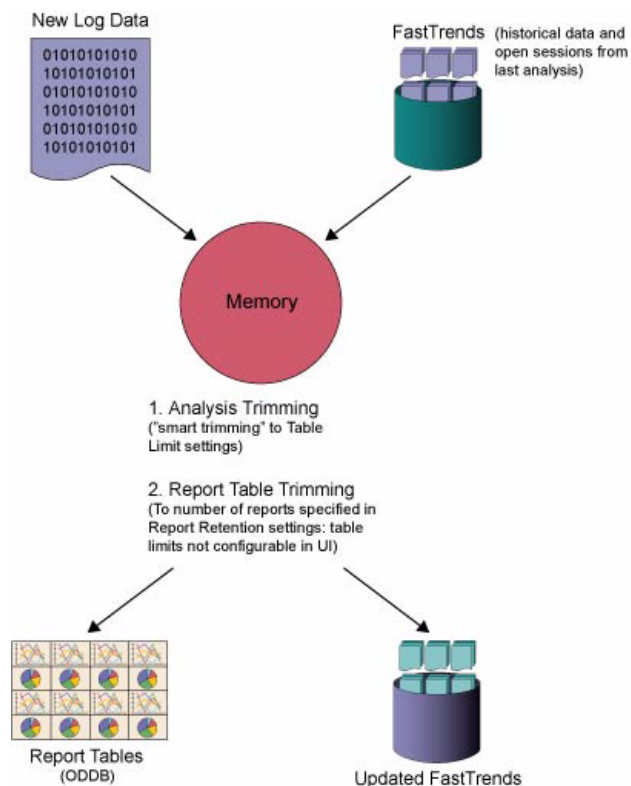 New Log Data
01010101010
10101010101
01010101010
10101010101
01010101010
10101010101
FastTrends (historical data and
open sessions from
last analysis)
Memory
1. Analysis Trimming
("smart trimming" to Table
Limit settings)
2. Report Table Trimming
(To number of reports specified in
Report Retention settings: table
limits not configurable in UI)
Report Tables
(ODDB)
Updated FastTrends